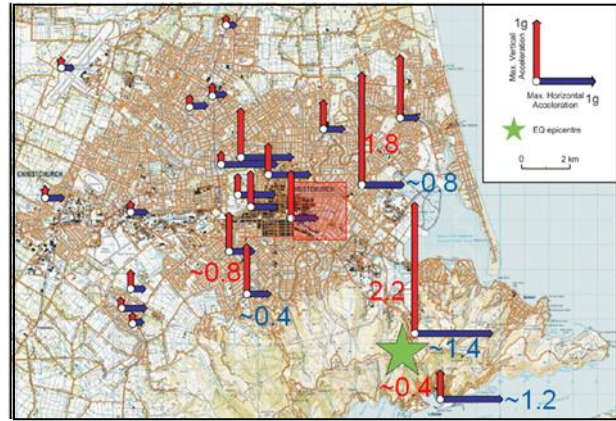 1g
Max. Vertical
Acceleration
Max. Horizontal
Accoloration
1g
EQ epicentre
0 2 km
1.8
~0.8
CHRISTCHURCH
~0.8
~0.4
2.2
~1.4
~0.4
~1.2